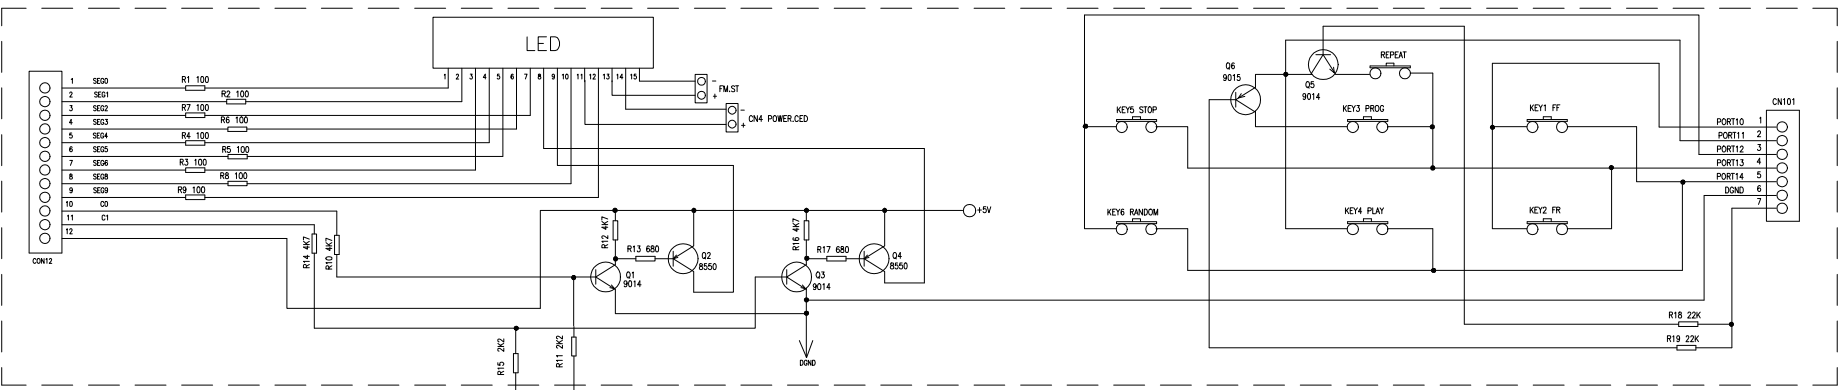 LED
1 2 3 4 5 6 7 8 9 10 11 12 13 14 15
-
+
FM.ST
-
+
CN4 POWER.CED
1 SEG0 R1 100
2 SEG1 R2 100
3 SEG2 R7 100
4 SEG3 R6 100
5 SEG4 R4 100
6 SEG5 R5 100
7 SEG6 R3 100
8 SEG8 R8 100
9 SEG9 R9 100
10 C0
11 C1
12
CON12
R14 4K7
R10 4K7
R12 4K7
R13 680
Q2
8550
Q1
9014
R16 4K7
R17 680
Q4
8550
Q3
9014
+5V
R15 2K2
R11 2K2
DGND
Q6
9015
Q5
9014
REPEAT
KEY5 STOP
KEY3 PROG
KEY1 FF
KEY6 RANDOM
KEY4 PLAY
KEY2 FR
CN101
PORT10 1
PORT11 2
PORT12 3
PORT13 4
PORT14 5
DGND 6
7
R18 22K
R19 22K